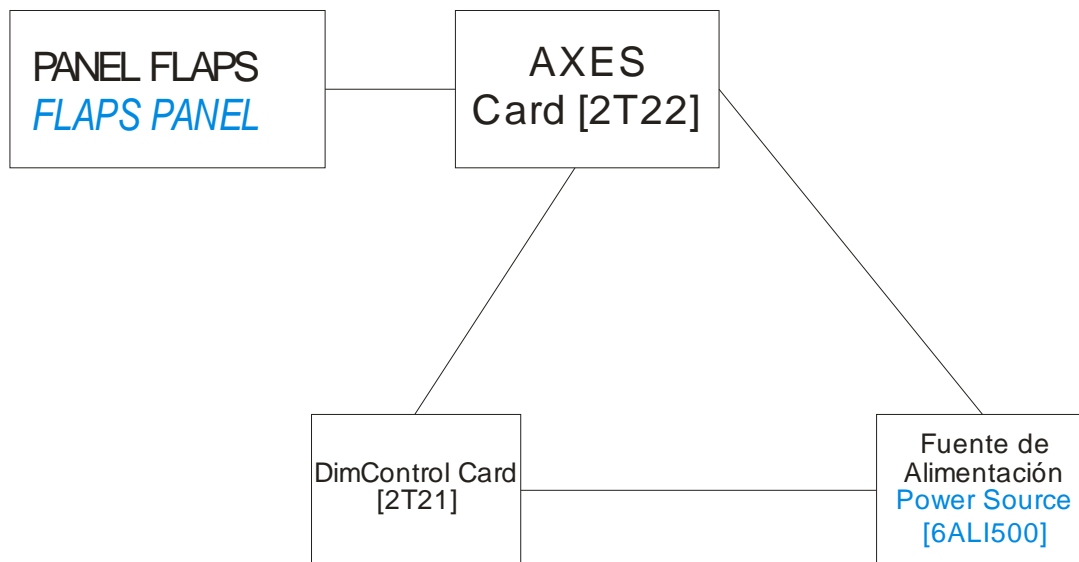 PANEL FLAPS
FLAPS PANEL
AXES
Card [2T22]
DimControl Card
[2T21]
Fuente de
Alimentación
Power Source
[6ALI500]